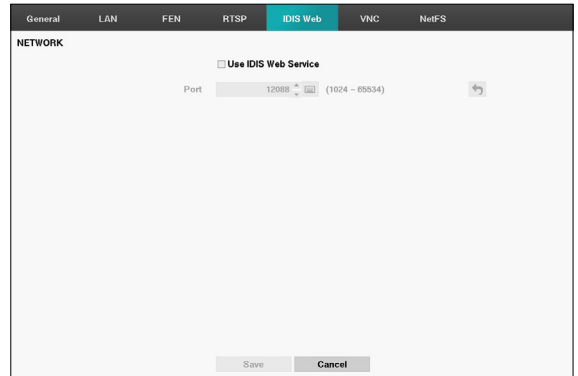 General LAN FEN RTSP IDIS Web VNC NetFS
NETWORK
Use IDIS Web Service
Port 12088 (1024 ~ 65534)
Save Cancel